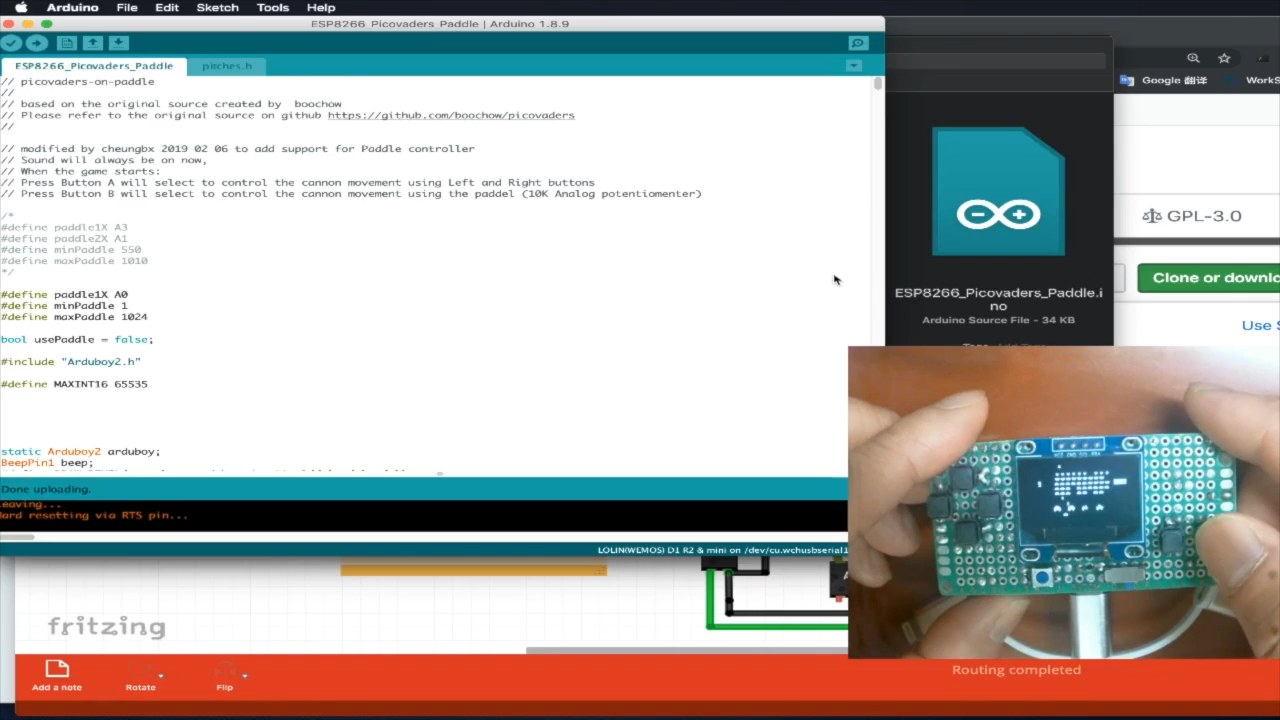 Arduino File Edit Sketch Tools Help
ESP8266_Picovaders_Paddle | Arduino 1.8.9
ESP8266_Picovaders_Paddle pitches.h
// picovaders-on-paddle
//
// based on the original source created by  boochow
// Please refer to the original source on github https://github.com/boochow/picovaders
//
// modified by cheungbx 2019 02 06 to add support for Paddle controller
// Sound will always be on now,
// When the game starts:
// Press Button A will select to control the cannon movement using Left and Right buttons
// Press Button B will select to control the cannon movement using the paddel (10K Analog potentiomenter)
/*
#define paddle1X A3
#define paddle2X A1
#define minPaddle 550
#define maxPaddle 1010
*/
#define paddle1X A0
#define minPaddle 1
#define maxPaddle 1024
bool usePaddle = false;
#include "Arduboy2.h"
#define MAXINT16 65535
static Arduboy2 arduboy;
BeepPin1 beep;
Done uploading.
Leaving...
Hard resetting via RTS pin...
LOLIN(WEMOS) D1 R2 & mini on /dev/cu.wchusbserial1
Google 翻译
WorkS
ESP8266_Picovaders_Paddle.i
no
Arduino Source File - 34 KB
GPL-3.0
Clone or downlo
Use S
fritzing
Add a note
Rotate
Flip
Routing completed